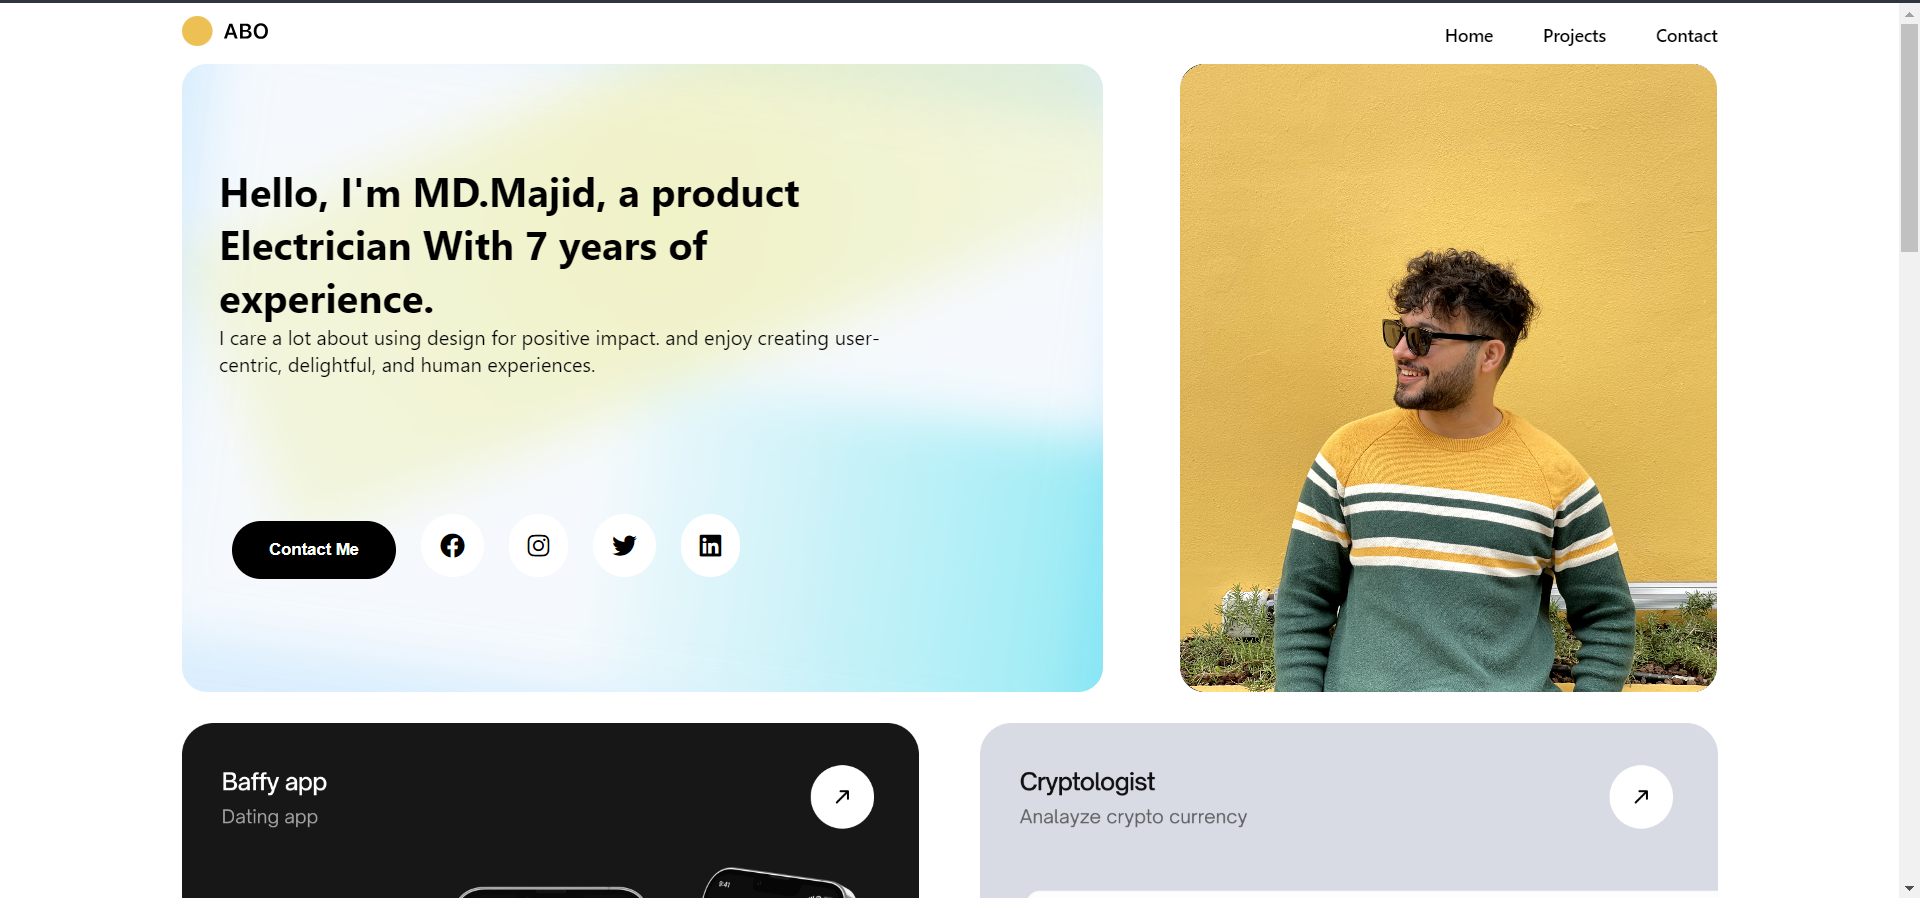 ABO
Home
Projects
Contact
Hello, I'm MD.Majid, a product
Electrician With 7 years of
experience.
I care a lot about using design for positive impact. and enjoy creating user-
centric, delightful, and human experiences.
Contact Me
Baffy app
Dating app
9:41
Cryptologist
Analayze crypto currency